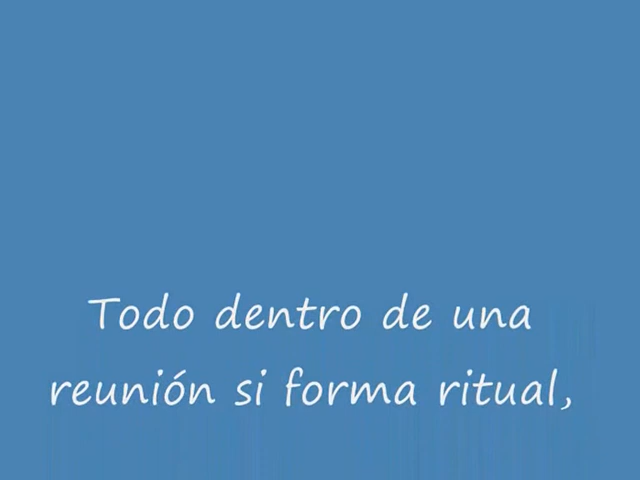 Todo dentro de una
reunión si forma ritual,